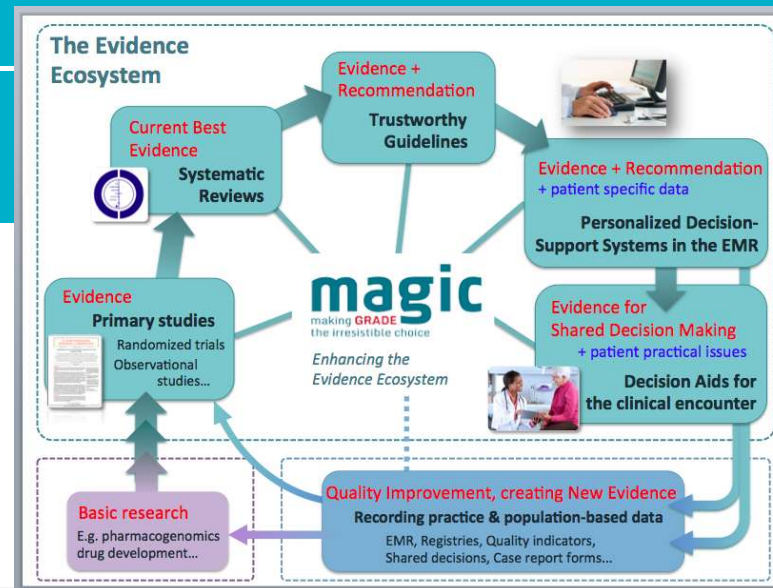 The Evidence
Ecosystem
Evidence +
Recommendation
Trustworthy
Guidelines
Current Best
Evidence
Systematic
Reviews
Evidence + Recommendation
+ patient specific data
Personalized Decision-
Support Systems in the EMR
Evidence
Primary studies
Randomized trials
Observational
studies...
magic
making GRADE
the irresistible choice
Enhancing the
Evidence Ecosystem
Evidence for
Shared Decision Making
+ patient practical issues
Decision Aids for
the clinical encounter
Basic research
E.g. pharmacogenomics
drug development...
Quality Improvement, creating New Evidence
Recording practice & population-based data
EMR, Registries, Quality indicators,
Shared decisions, Case report forms...